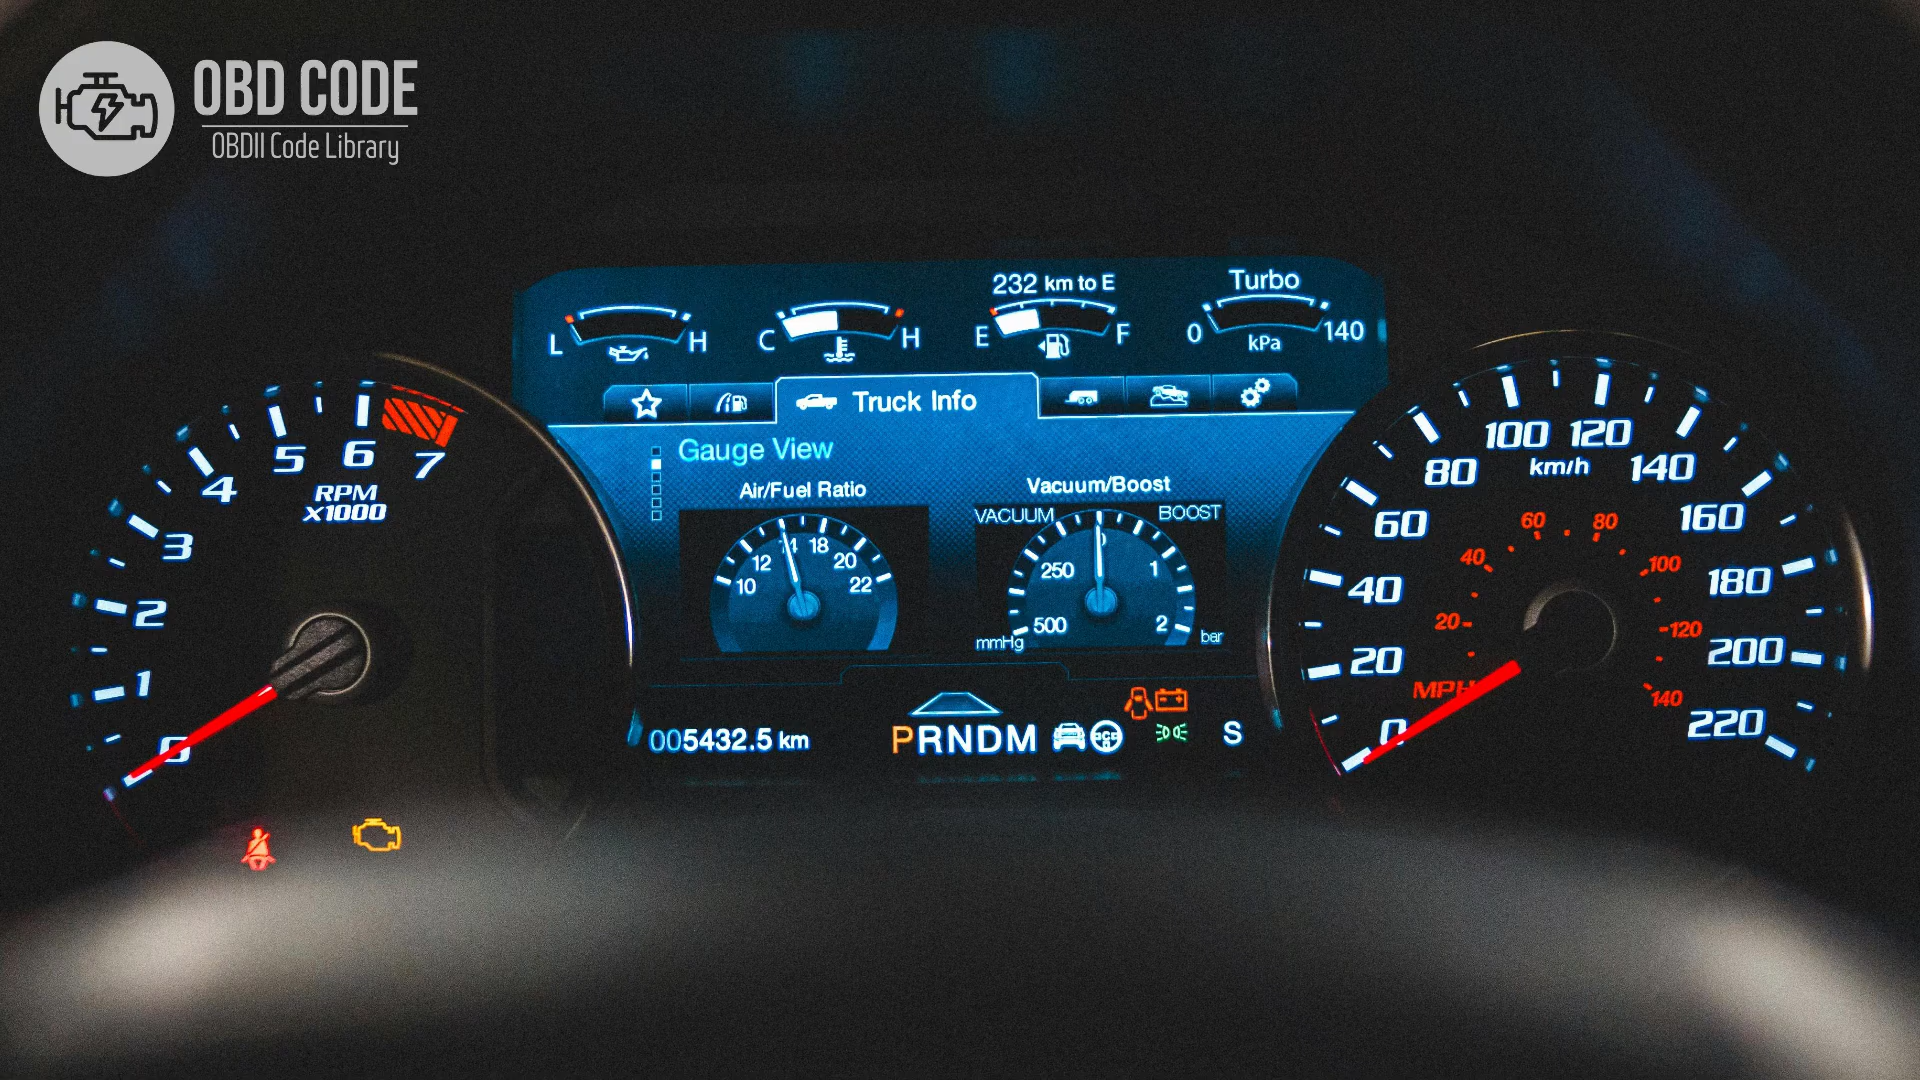 OBD CODE
OBDII Code Library
232 km to E
Turbo
L H
C H
E F
0 140
kPa
Truck Info
Gauge View
Air/Fuel Ratio
Vacuum/Boost
VACUUM BOOST
10 12 14 18 20 22
500 250 0 1 2
mmHg bar
0 1 2 3 4 5 6 7
RPM
X1000
0 20 40 60 80 100 120 140 160 180 200 220
km/h
20 40 60 80 100 120 140
MPH
005432.5 km
PRNDM
S